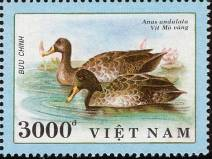 Anas undulata
Vịt Mỏ vàng
BƯU CHÍNH
3000đ
VIỆT NAM